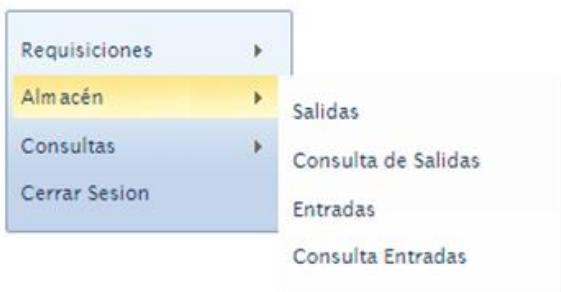 Requisiciones
Almacén
Consultas
Cerrar Sesion
Salidas
Consulta de Salidas
Entradas
Consulta Entradas